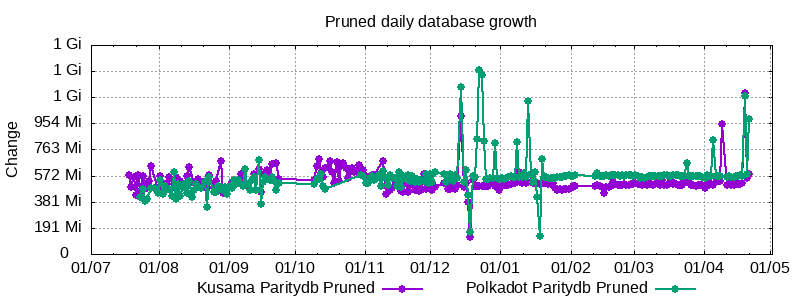 Pruned daily database growth
1 Gi
1 Gi
1 Gi
954 Mi
763 Mi
572 Mi
381 Mi
191 Mi
0
Change
01/07 01/08 01/09 01/10 01/11 01/12 01/01 01/02 01/03 01/04 01/05
Kusama Paritydb Pruned Polkadot Paritydb Pruned